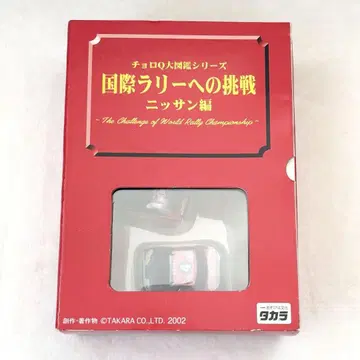 チョロQ大図鑑シリーズ
国際ラリーへの挑戦
ニッサン編
~ The Challenge of World Rally Championship ~
創作・著作物 ©TAKARA CO.,LTD. 2002
タカラ